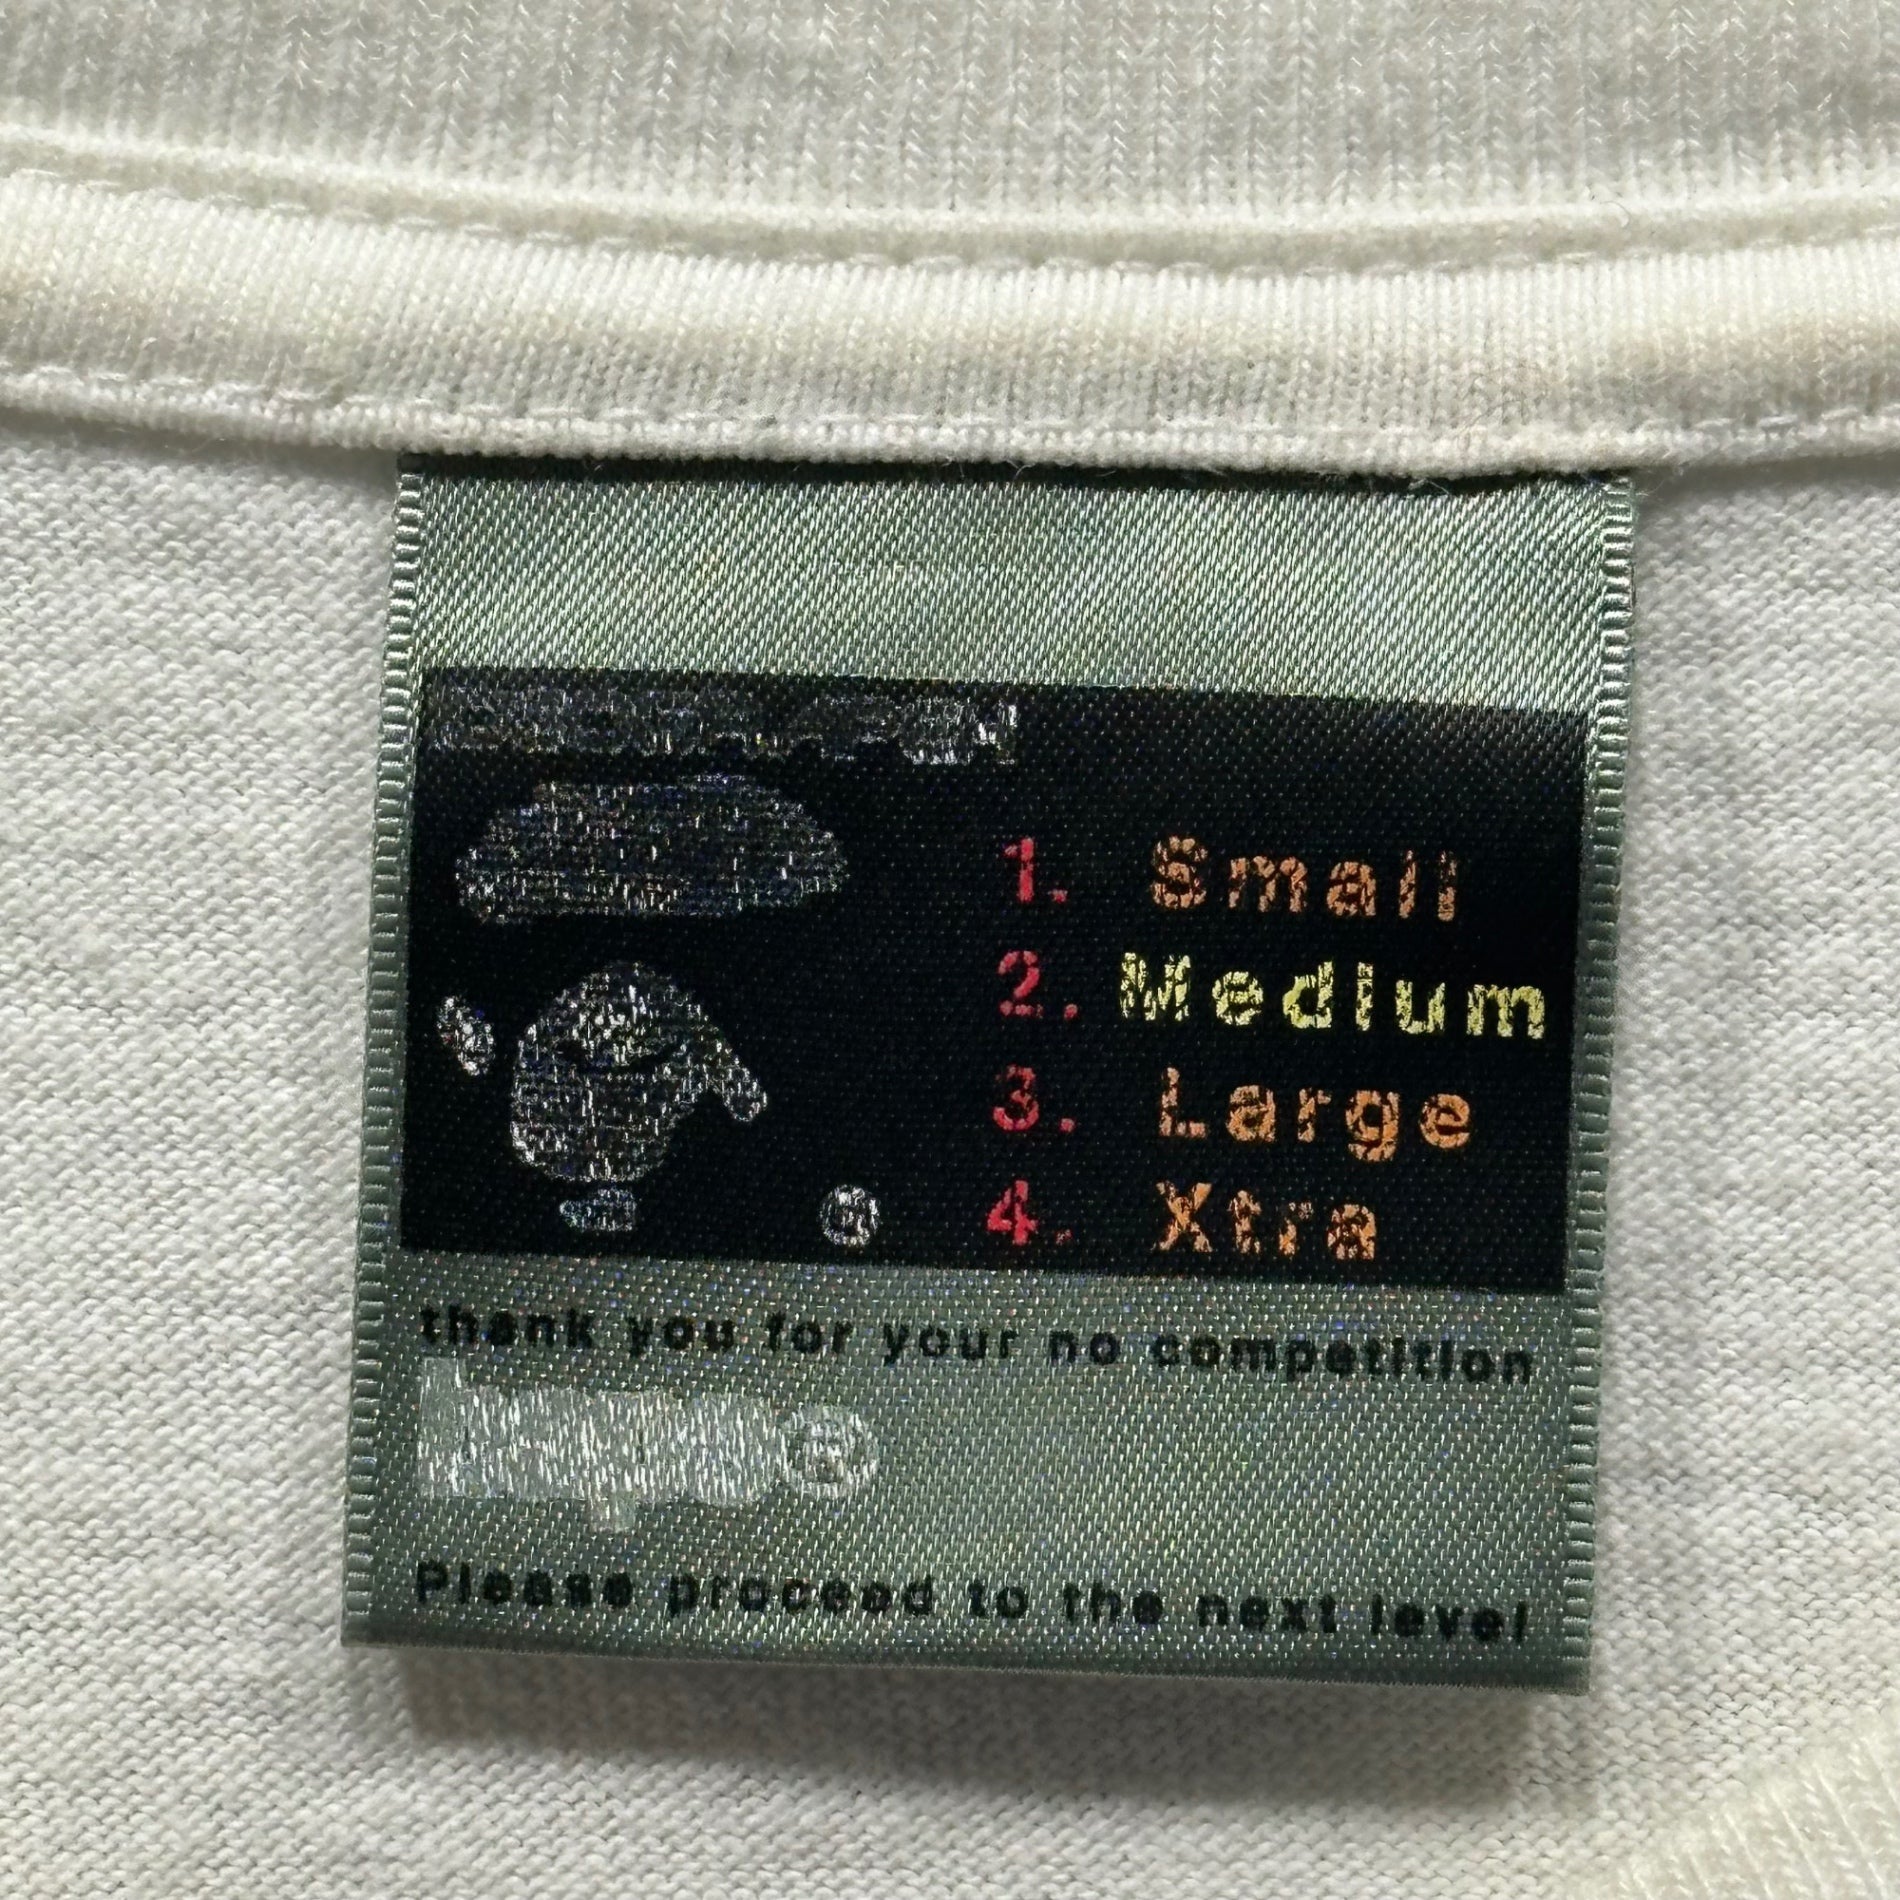 1. Small
2. Medium
3. Large
4. Xtra
thank you for your no competition
Please proceed to the next level